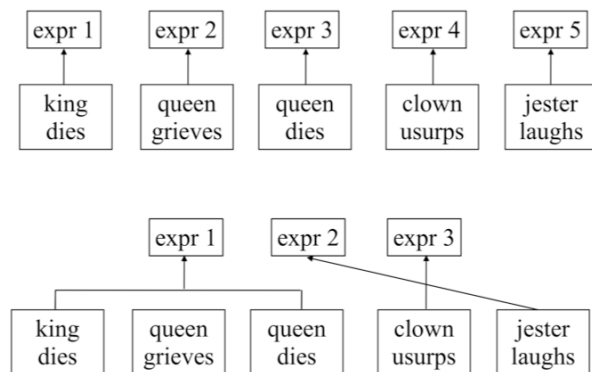 expr 1 expr 2 expr 3 expr 4 expr 5
king queen queen clown jester
dies grieves dies usurps laughs
expr 1 expr 2 expr 3
king queen queen clown jester
dies grieves dies usurps laughs